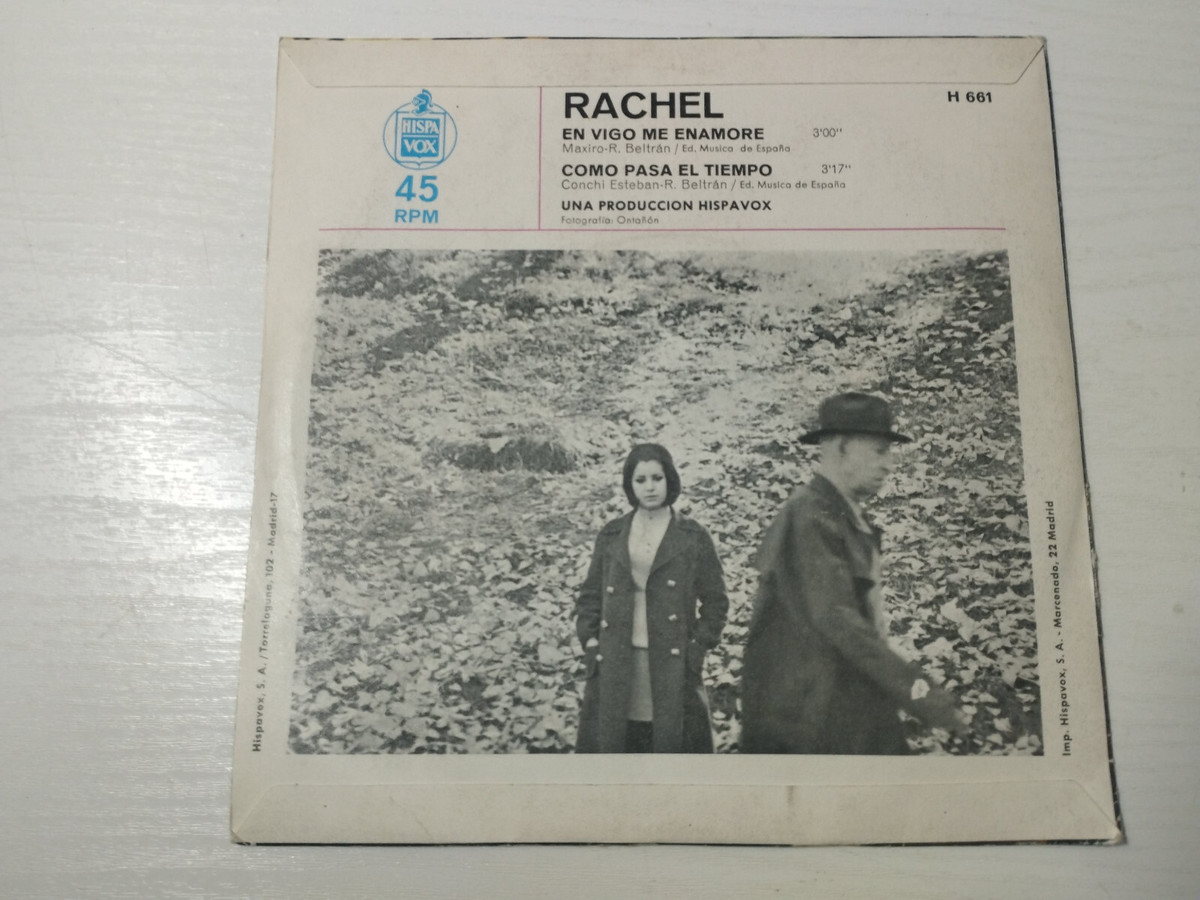 HISPA
VOX
45
RPM
RACHEL
H 661
EN VIGO ME ENAMORE 3'00"
Maxiro-R. Beltrán / Ed. Musica de España
COMO PASA EL TIEMPO 3'17"
Conchi Esteban-R. Beltrán / Ed. Musica de España
UNA PRODUCCION HISPAVOX
Fotografía: Ontañón
Hispavox, S. A. / Torrelaguna, 102 - Madrid-17
Imp. Hispavox, S. A. - Marcenado, 22 Madrid